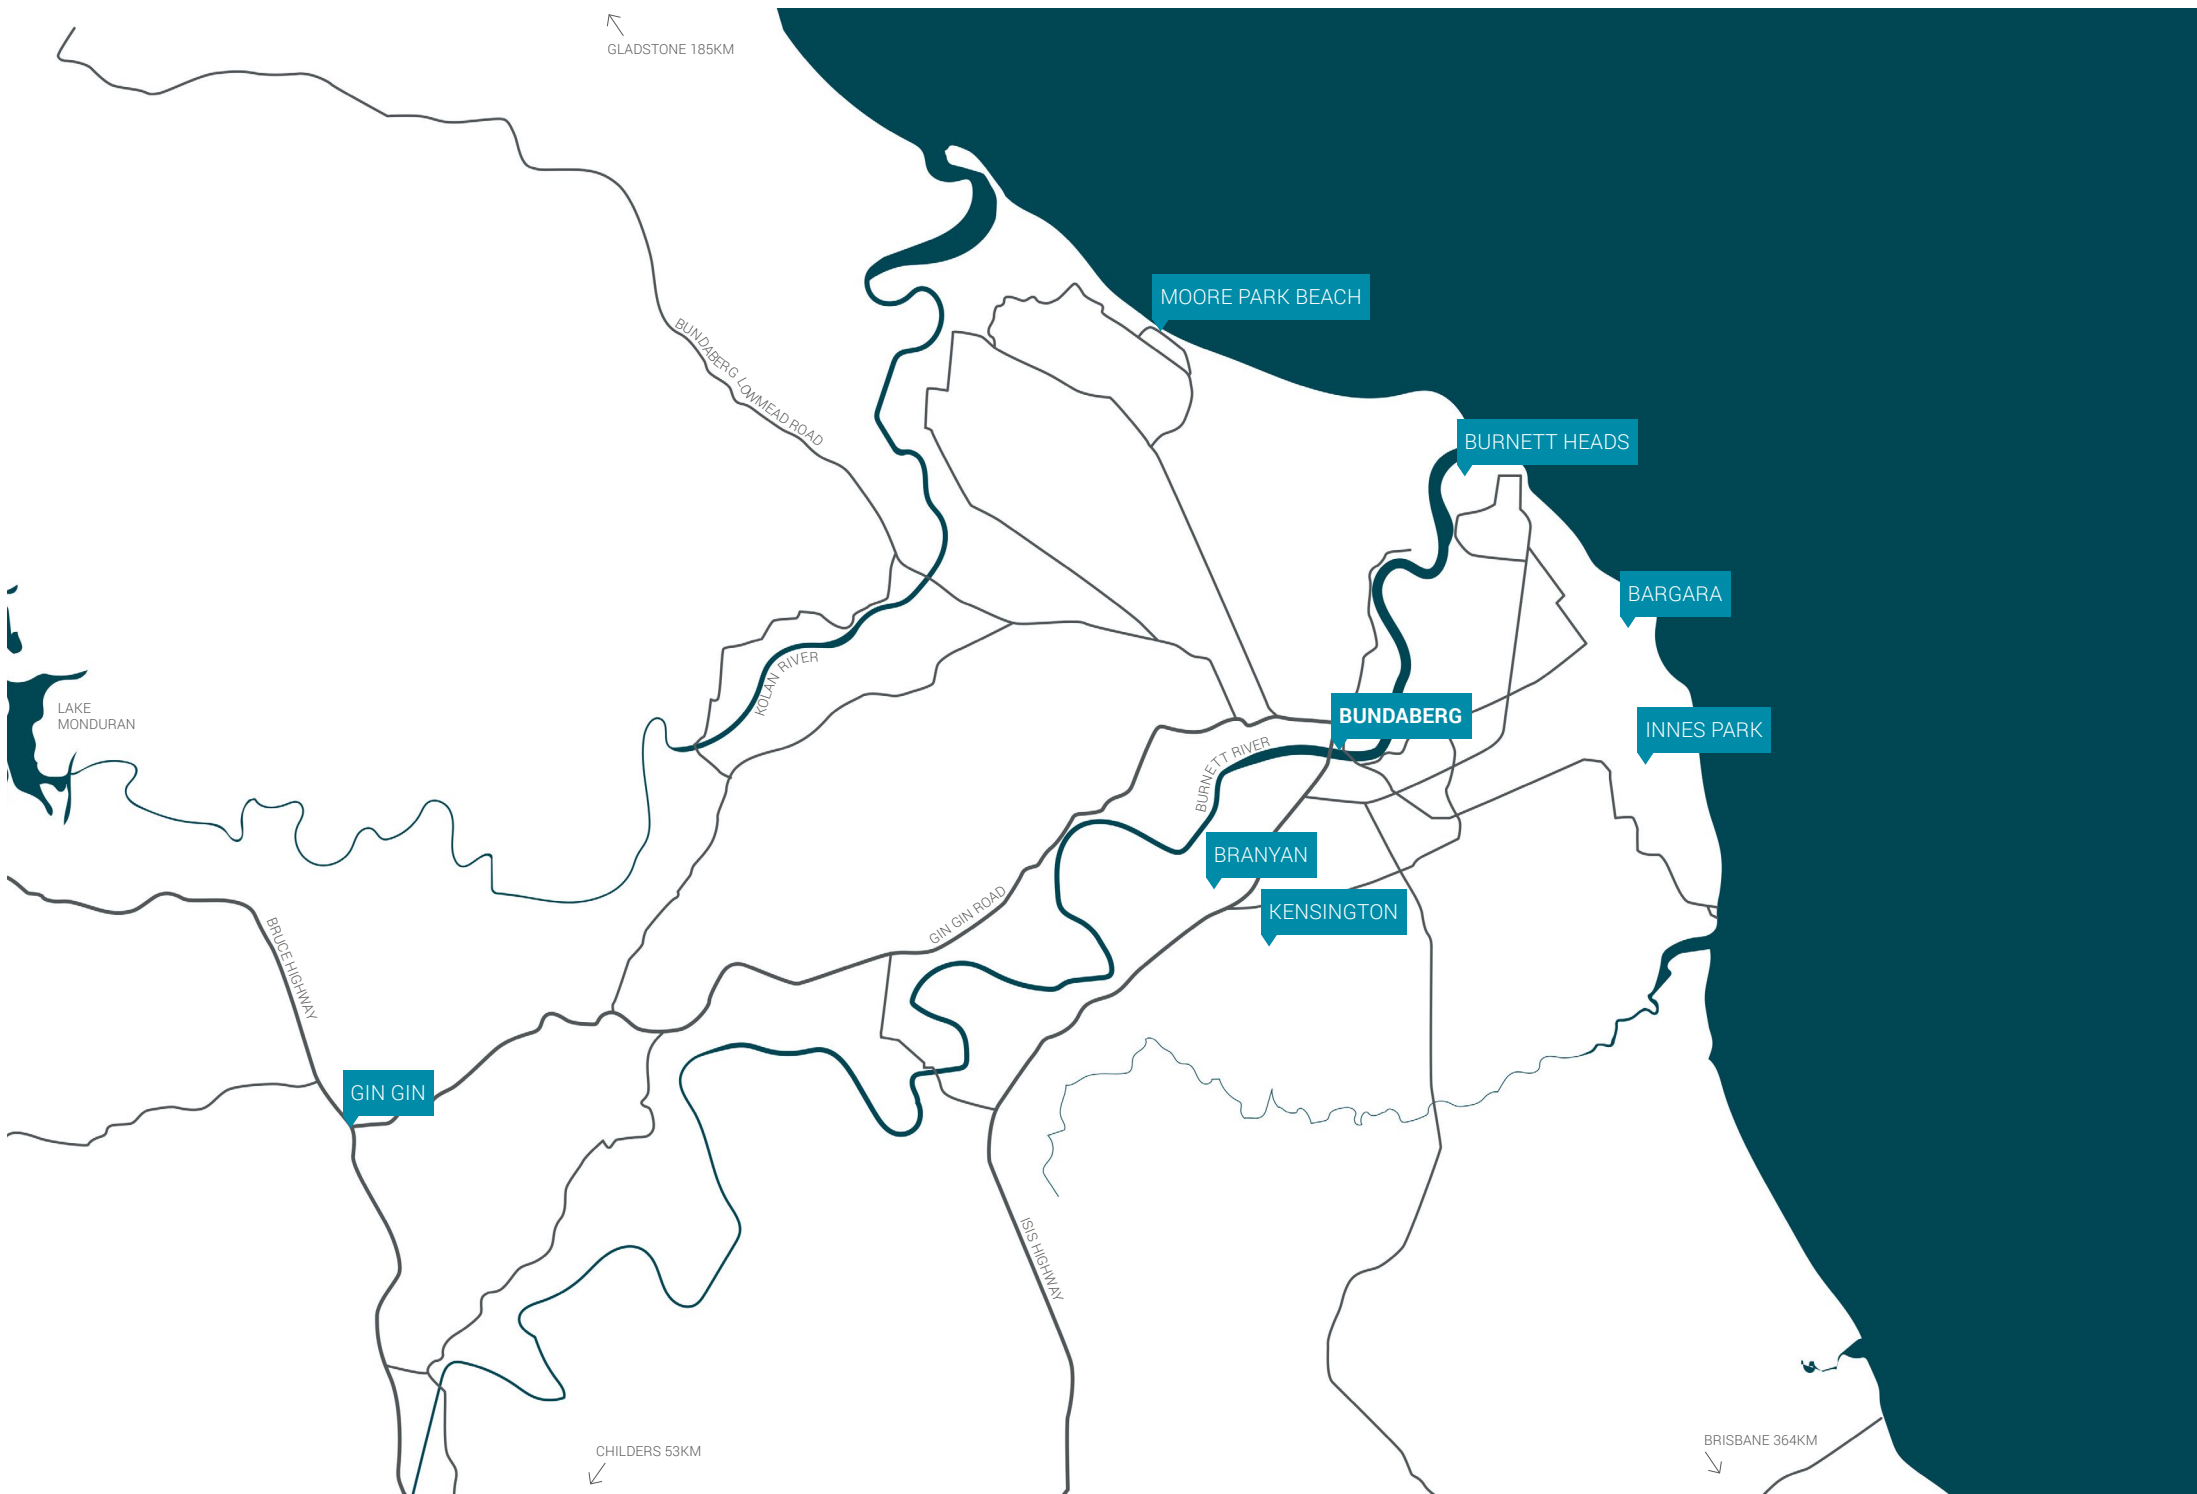 GLADSTONE 185KM
MOORE PARK BEACH
BUNDABERG LOWMEAD ROAD
BURNETT HEADS
BARGARA
KOLAN RIVER
LAKE
MONDURAN
BUNDABERG
INNES PARK
BURNETT RIVER
BRANYAN
KENSINGTON
GIN GIN ROAD
BRUCE HIGHWAY
GIN GIN
ISIS HIGHWAY
CHILDERS 53KM
BRISBANE 364KM